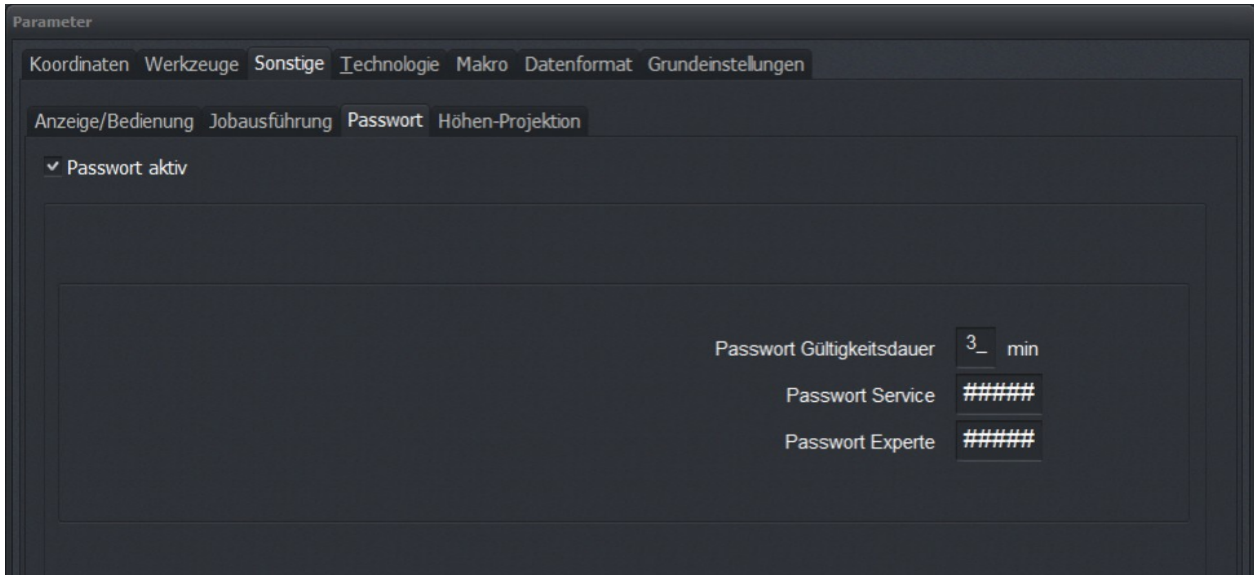 Parameter
Koordinaten Werkzeuge Sonstige Technologie Makro Datenformat Grundeinstellungen
Anzeige/Bedienung Jobausführung Passwort Höhen-Projektion
Passwort aktiv
Passwort Gültigkeitsdauer 3_ min
Passwort Service #####
Passwort Experte #####